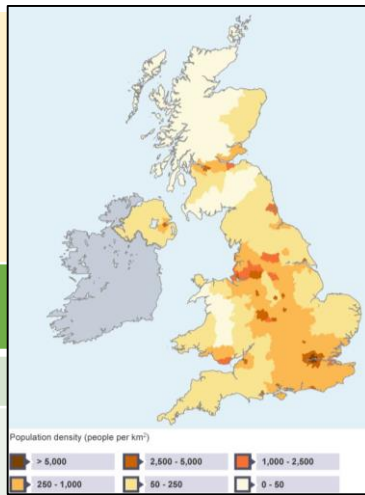 Population density (people per km²)
> 5,000 2,500 - 5,000 1,000 - 2,500
250 - 1,000 50 - 250 0 - 50